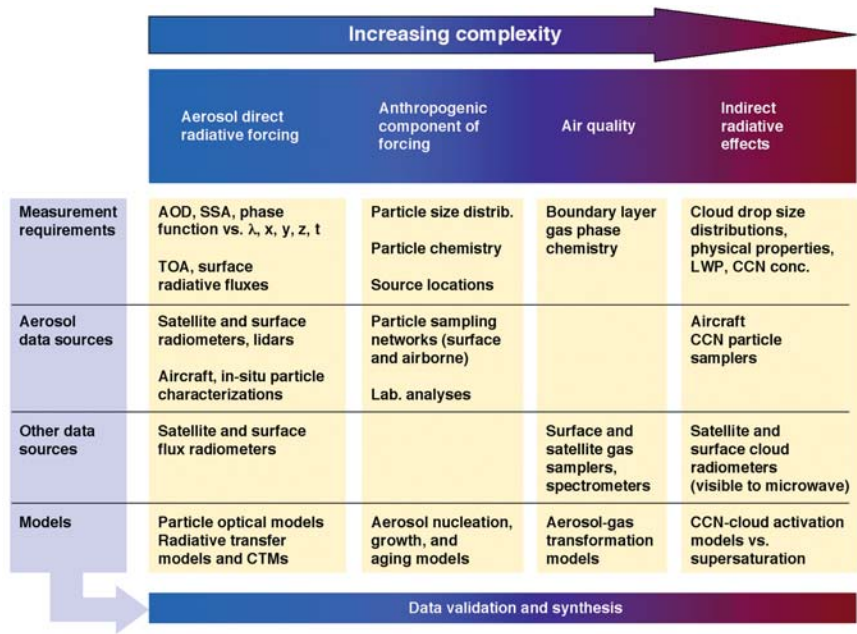 Increasing complexity
Aerosol direct
radiative forcing
Anthropogenic
component of
forcing
Air quality
Indirect
radiative
effects
Measurement
requirements
AOD, SSA, phase
function vs. λ, x, y, z, t
TOA, surface
radiative fluxes
Particle size distrib.
Particle chemistry
Source locations
Boundary layer
gas phase
chemistry
Cloud drop size
distributions,
physical properties,
LWP, CCN conc.
Aerosol
data sources
Satellite and surface
radiometers, lidars
Aircraft, in-situ particle
characterizations
Particle sampling
networks (surface
and airborne)
Lab. analyses
Aircraft
CCN particle
samplers
Other data
sources
Satellite and surface
flux radiometers
Surface and
satellite gas
samplers,
spectrometers
Satellite and
surface cloud
radiometers
(visible to microwave)
Models
Particle optical models
Radiative transfer
models and CTMs
Aerosol nucleation,
growth, and
aging models
Aerosol-gas
transformation
models
CCN-cloud activation
models vs.
supersaturation
Data validation and synthesis